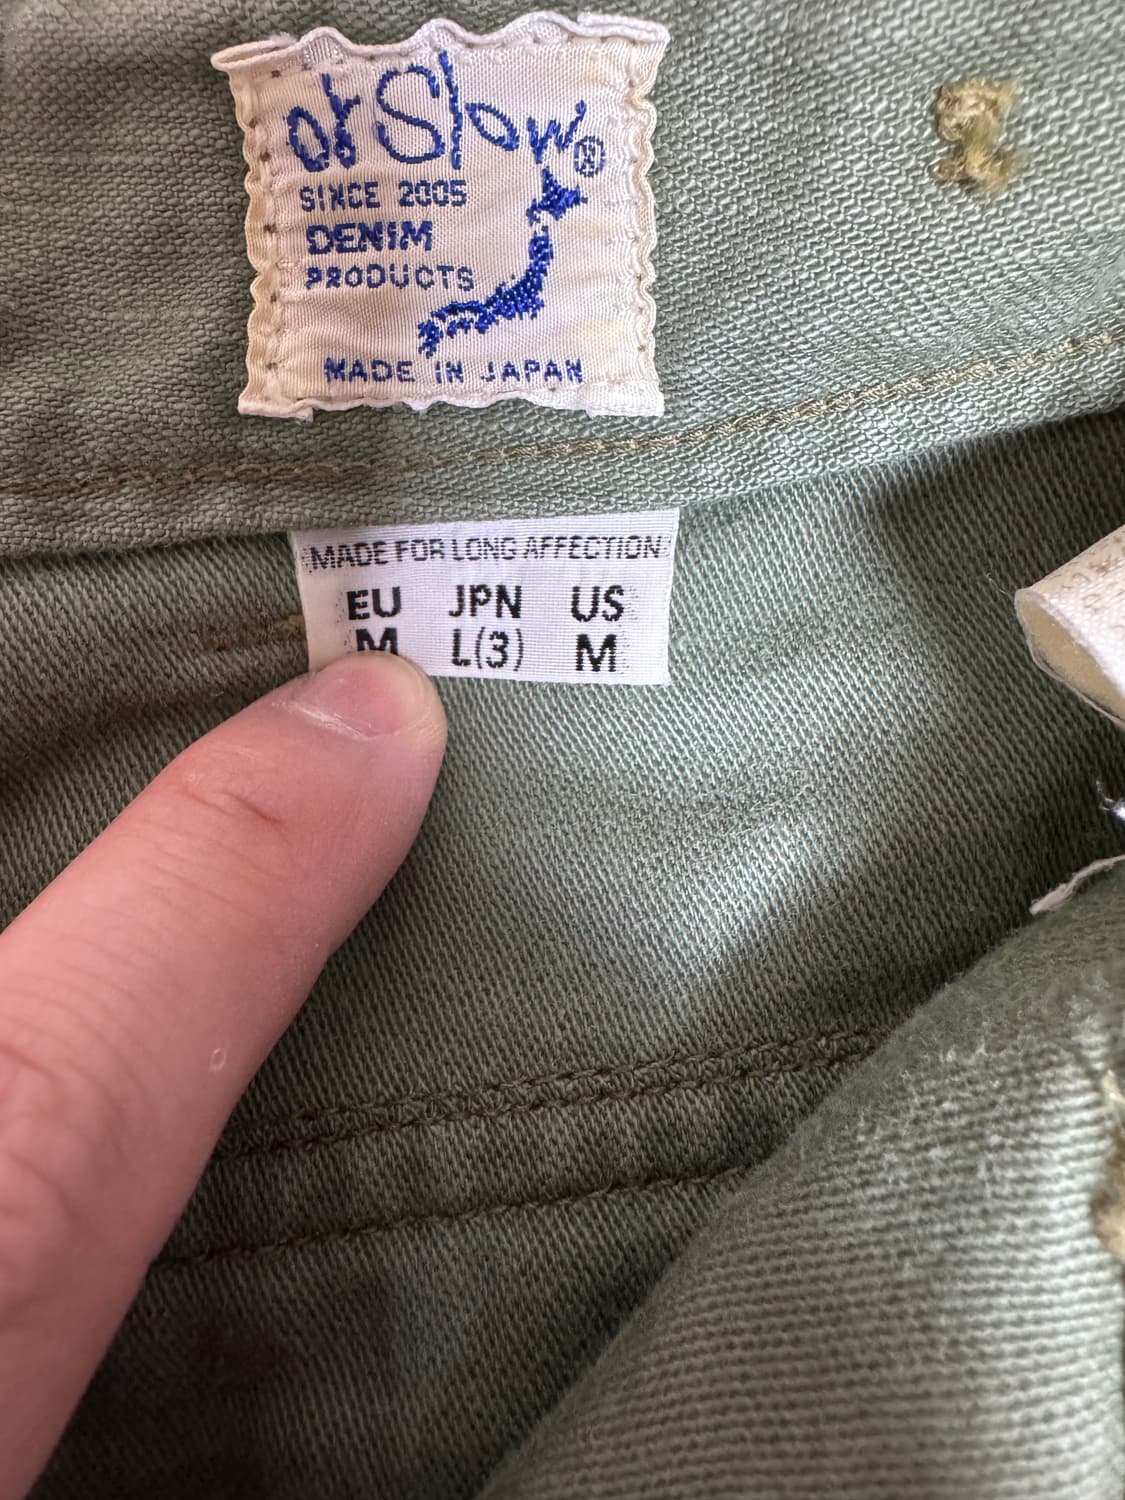 orSlow®
SINCE 2005
DENIM
PRODUCTS
MADE IN JAPAN
MADE FOR LONG AFFECTION
EU JPN US
M L(3) M